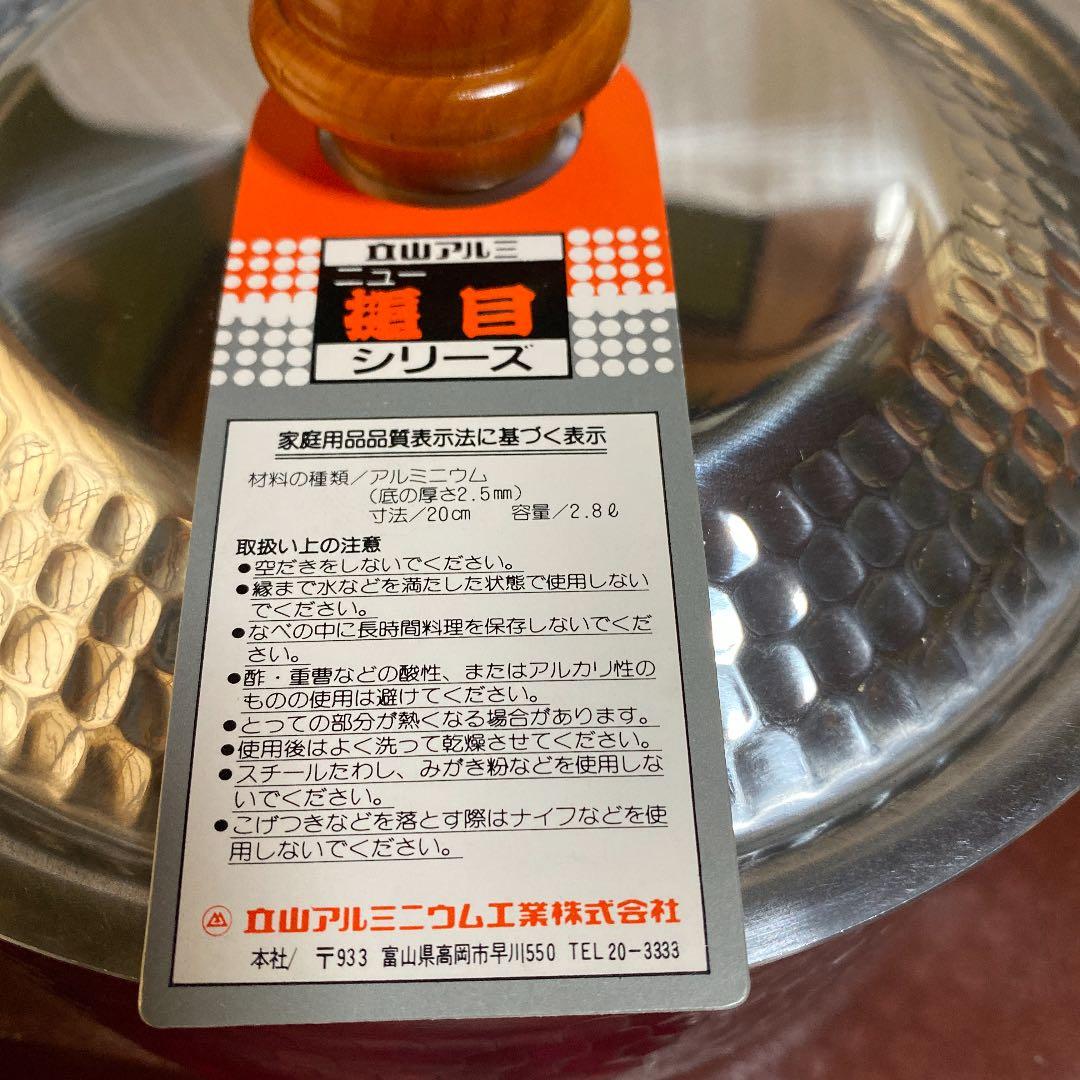 立山アルミ
ニュー
槌目
シリーズ
家庭用品品質表示法に基づく表示
材料の種類/アルミニウム
(底の厚さ2.5mm)
寸法/20cm 容量/2.8ℓ
取扱い上の注意
●空だきをしないでください。
●縁まで水などを満たした状態で使用しない
でください。
●なべの中に長時間料理を保存しないでくだ
さい。
●酢・重曹などの酸性、またはアルカリ性の
ものの使用は避けてください。
●とっての部分が熱くなる場合があります。
●使用後はよく洗って乾燥させてください。
●スチールたわし、みがき粉などを使用しな
いでください。
●こげつきなどを落とす際はナイフなどを使
用しないでください。
立山アルミニウム工業株式会社
本社/ 〒933 富山県高岡市早川550 TEL20-3333